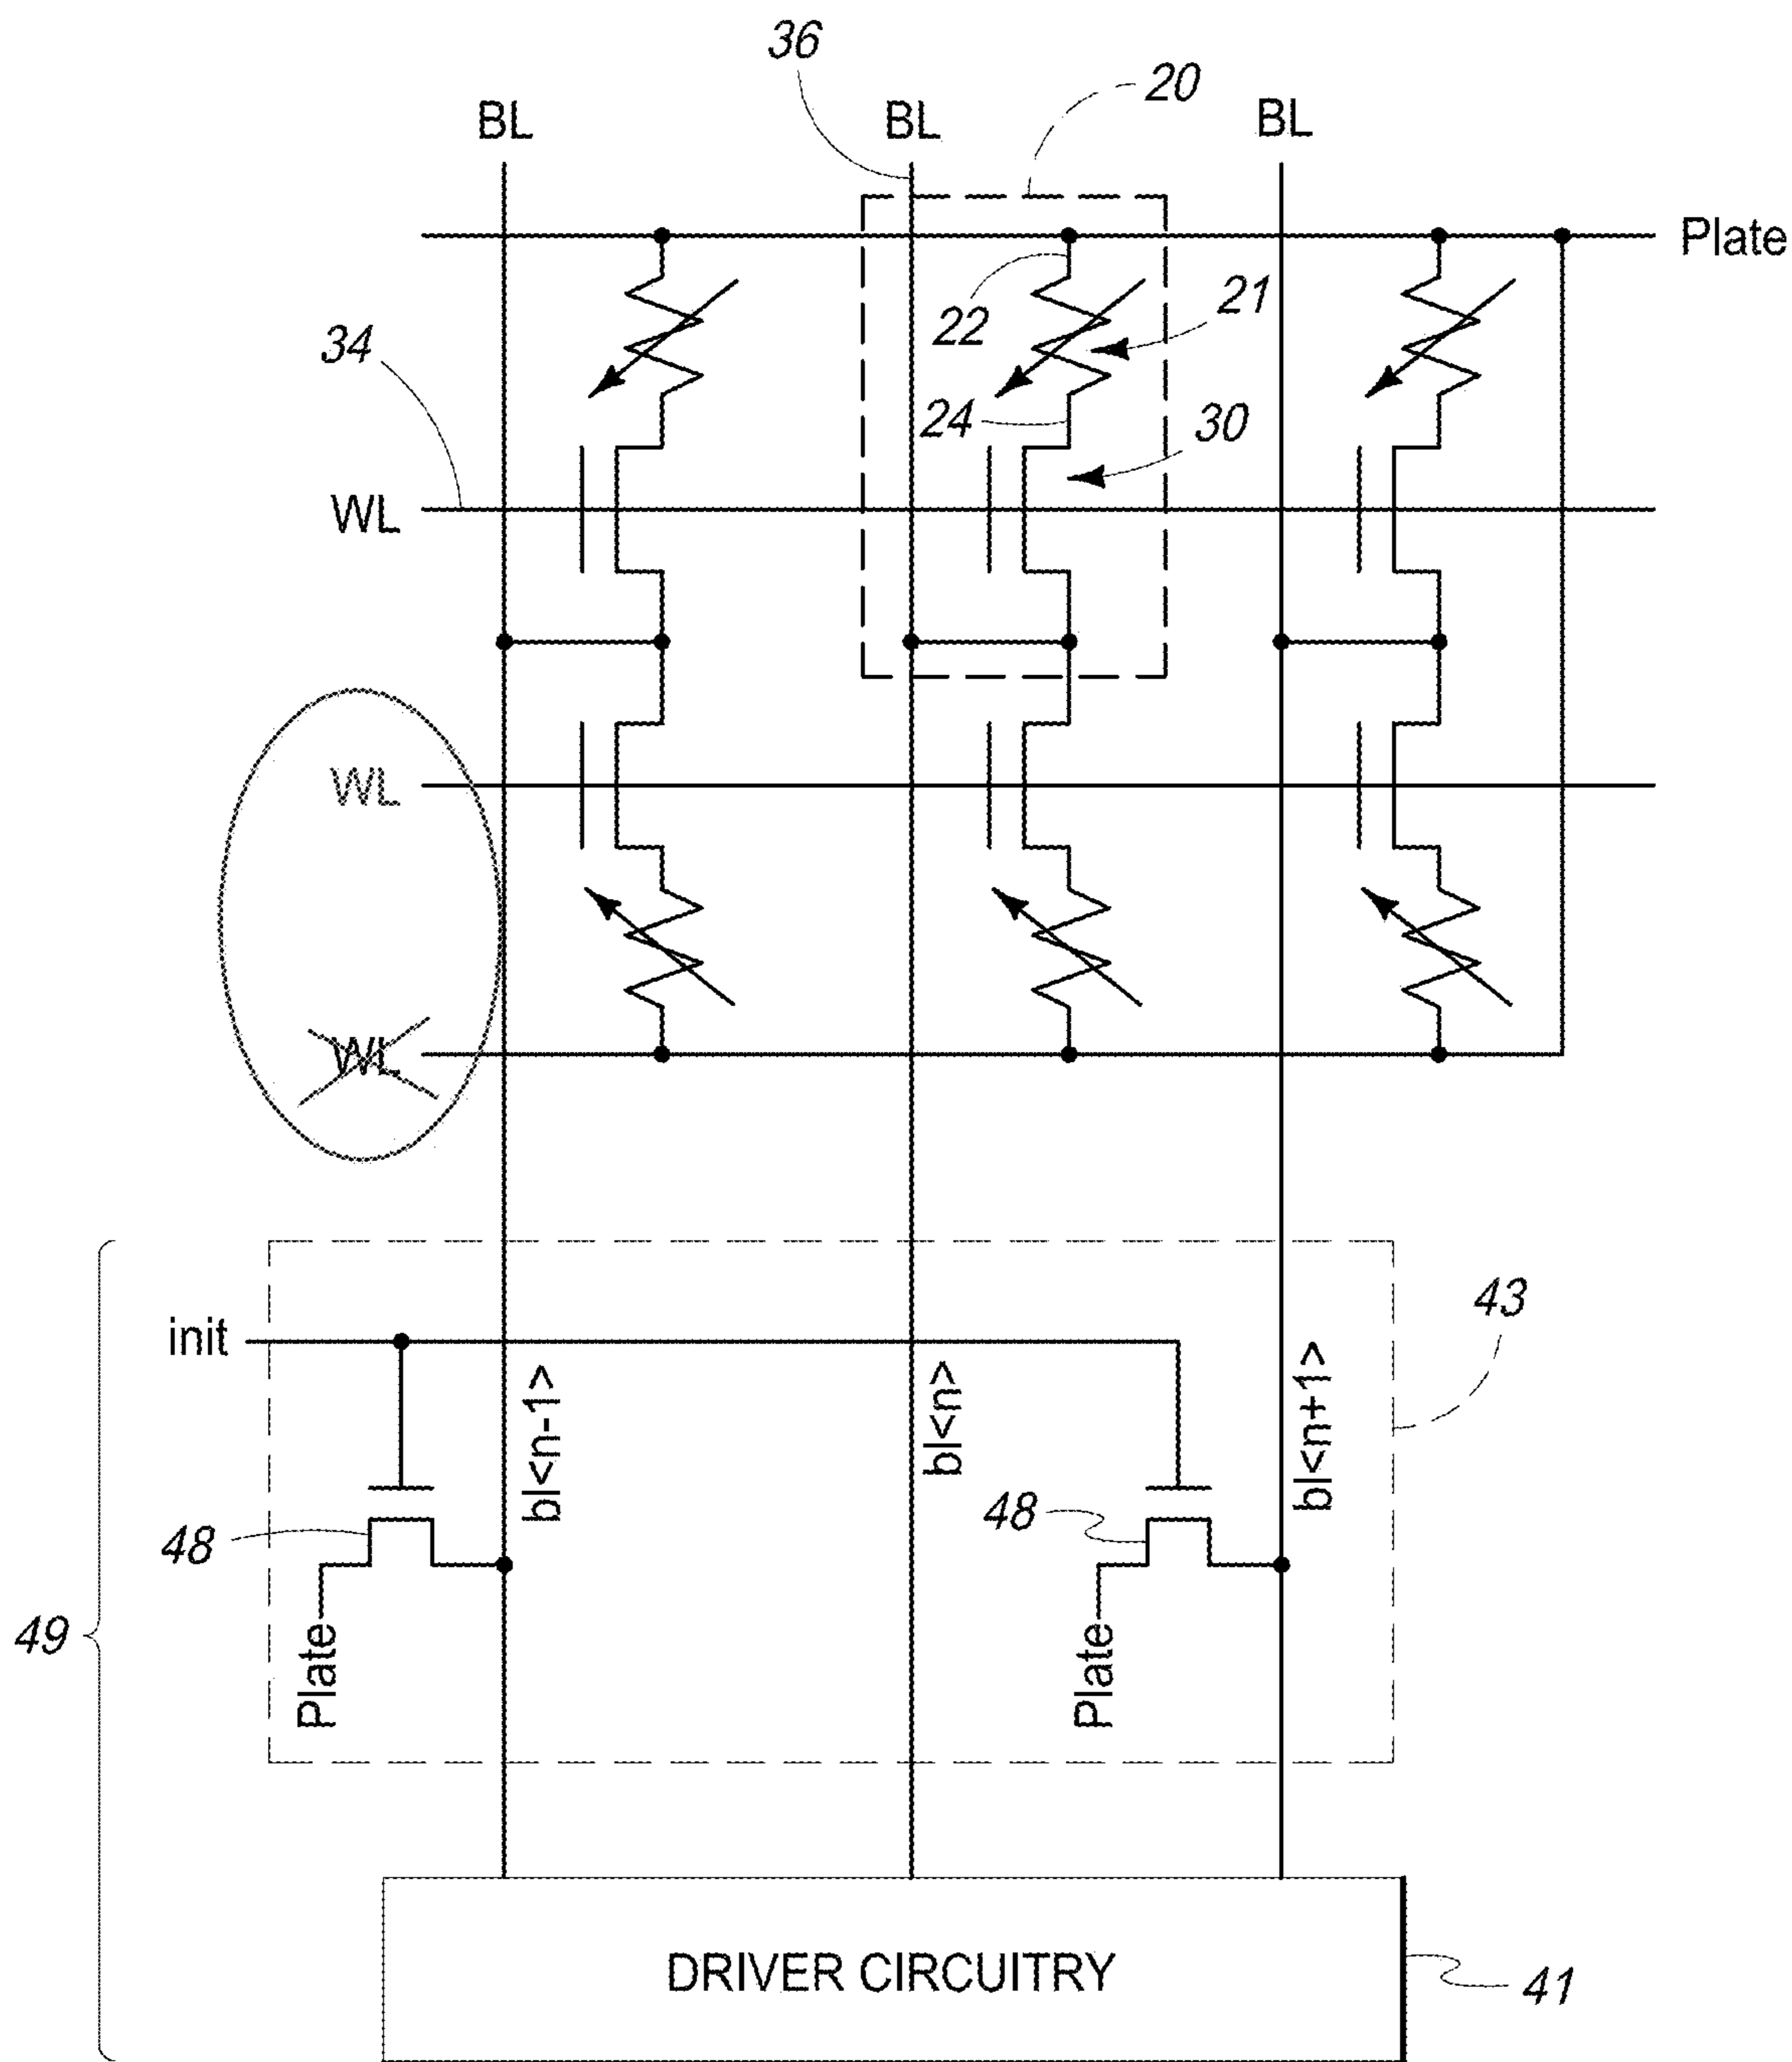 36
20
BL
BL
BL
Plate
22
21
34
24
30
WL
WL
WL
init
43
bl<n-1>
bl<n>
bl<n+1>
48
48
Plate
Plate
49
DRIVER CIRCUITRY
41